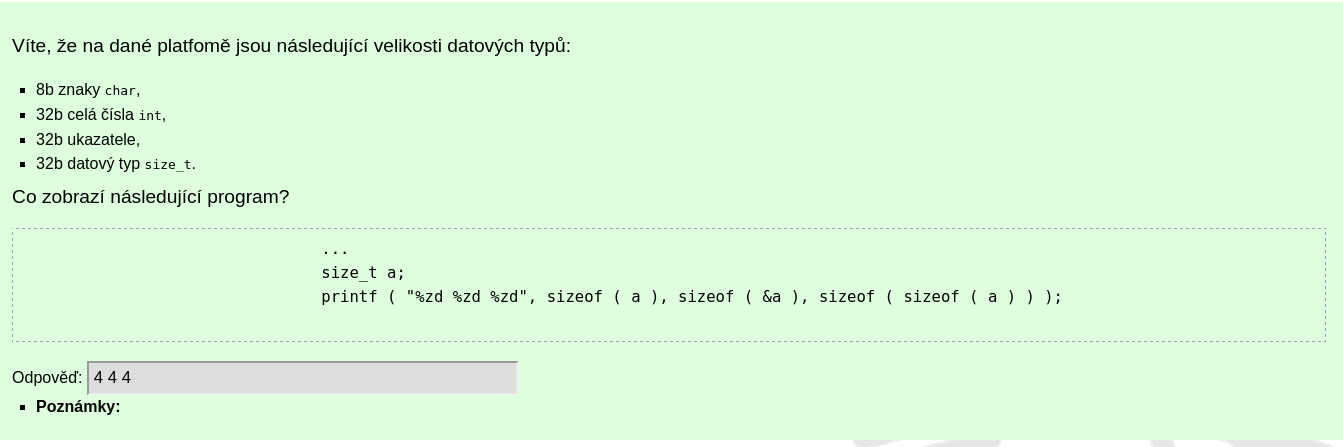 Víte, že na dané platfomě jsou následující velikosti datových typů:
8b znaky char,
32b celá čísla int,
32b ukazatele,
32b datový typ size_t.
Co zobrazí následující program?
...
size_t a;
printf ( "%zd %zd %zd", sizeof ( a ), sizeof ( &a ), sizeof ( sizeof ( a ) ) );
Odpověď: 4 4 4
Poznámky: